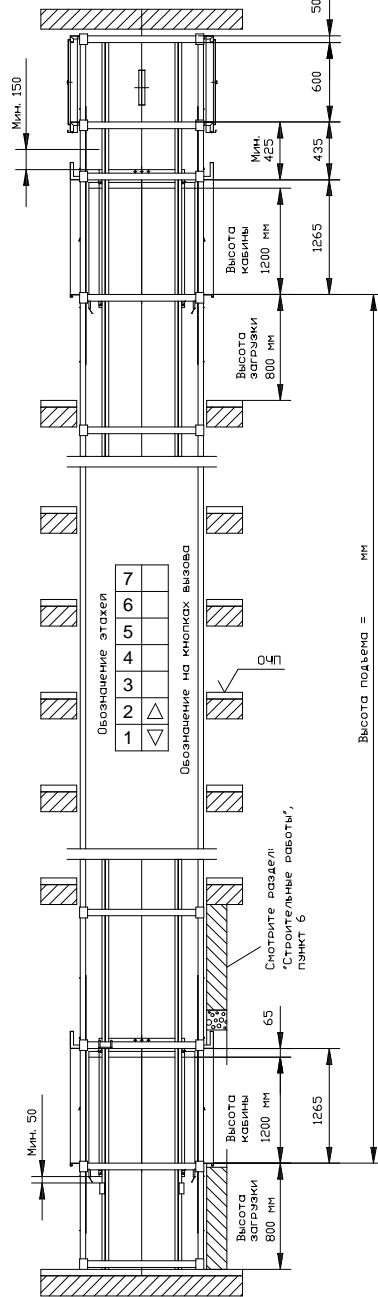 50
600
Мин. 150
Мин.
425
435
Высота
кабины
1200 мм
1265
Высота
загрузки
800 мм
Обозначение этажей
7
6
5
4
3
2 △
1 ▽
Обозначение на кнопках вызова
ОЧП
Высота подъема = мм
Смотрите раздел:
"Строительные работы",
пункт 6
65
Мин. 50
Высота
кабины
1200 мм
1265
Высота
загрузки
800 мм